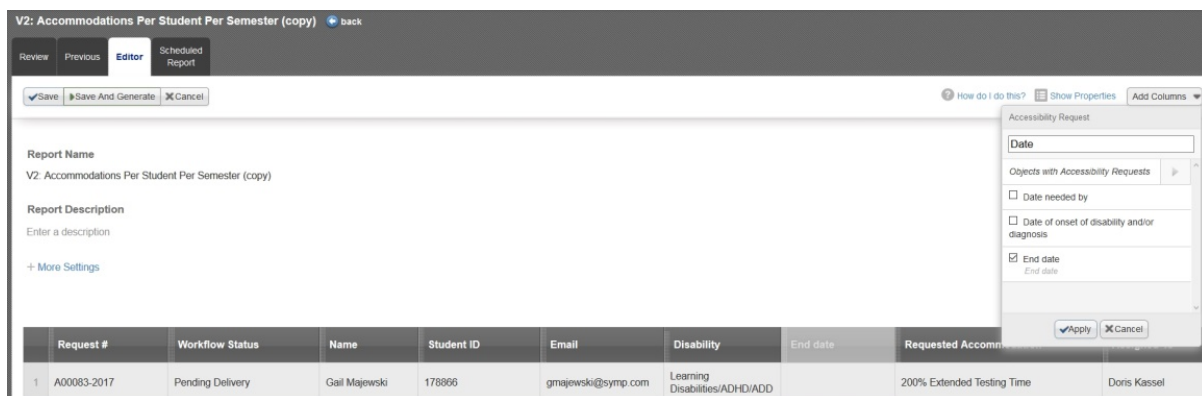 V2: Accommodations Per Student Per Semester (copy) back
Review Previous Editor Scheduled Report
Save Save And Generate Cancel
How do I do this? Show Properties Add Columns
Accessibility Request
Date
Objects with Accessibility Requests
Date needed by
Date of onset of disability and/or
diagnosis
End date
End date
Apply Cancel
Report Name
V2: Accommodations Per Student Per Semester (copy)
Report Description
Enter a description
+ More Settings
Request # Workflow Status Name Student ID Email Disability End date Requested
1 A00083-2017 Pending Delivery Gail Majewski 178866 gmajewski@symp.com Learning Disabilities/ADHD/ADD 200% Extended Testing Time Doris Kassel